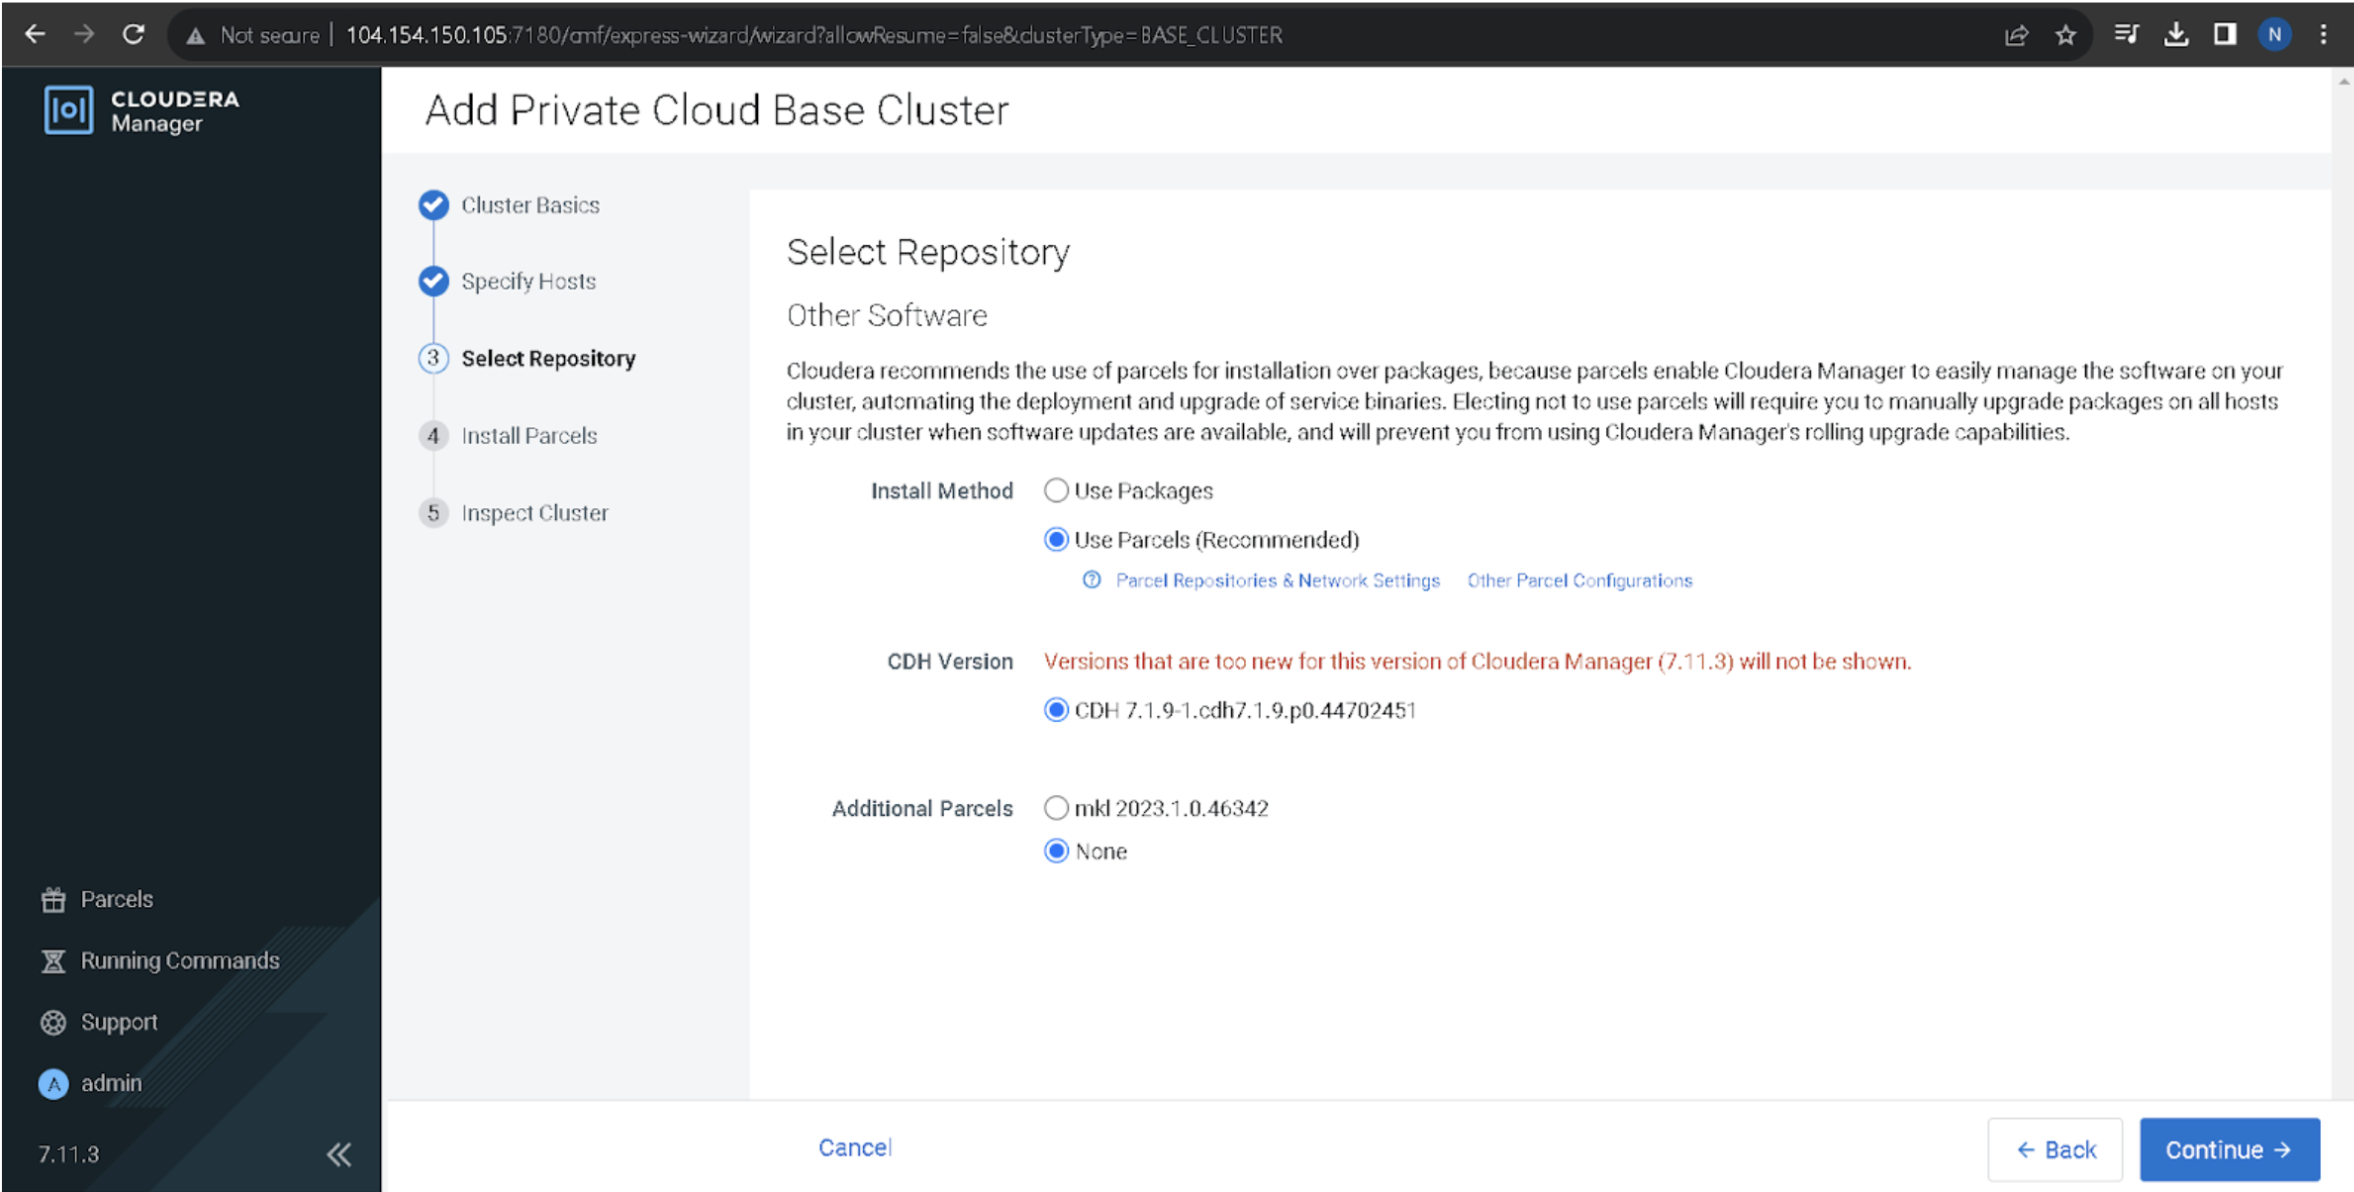 Not secure | 104.154.150.105:7180/cmf/express-wizard/wizard?allowResume=false&clusterType=BASE_CLUSTER
N
CLOUDERA
Manager
Add Private Cloud Base Cluster
Cluster Basics
Specify Hosts
3 Select Repository
4 Install Parcels
5 Inspect Cluster
Select Repository
Other Software
Cloudera recommends the use of parcels for installation over packages, because parcels enable Cloudera Manager to easily manage the software on your
cluster, automating the deployment and upgrade of service binaries. Electing not to use parcels will require you to manually upgrade packages on all hosts
in your cluster when software updates are available, and will prevent you from using Cloudera Manager's rolling upgrade capabilities.
Install Method Use Packages
Use Parcels (Recommended)
? Parcel Repositories & Network Settings Other Parcel Configurations
CDH Version Versions that are too new for this version of Cloudera Manager (7.11.3) will not be shown.
CDH 7.1.9-1.cdh7.1.9.p0.44702451
Additional Parcels mkl 2023.1.0.46342
None
Parcels
Running Commands
Support
A admin
7.11.3
Cancel
← Back
Continue →